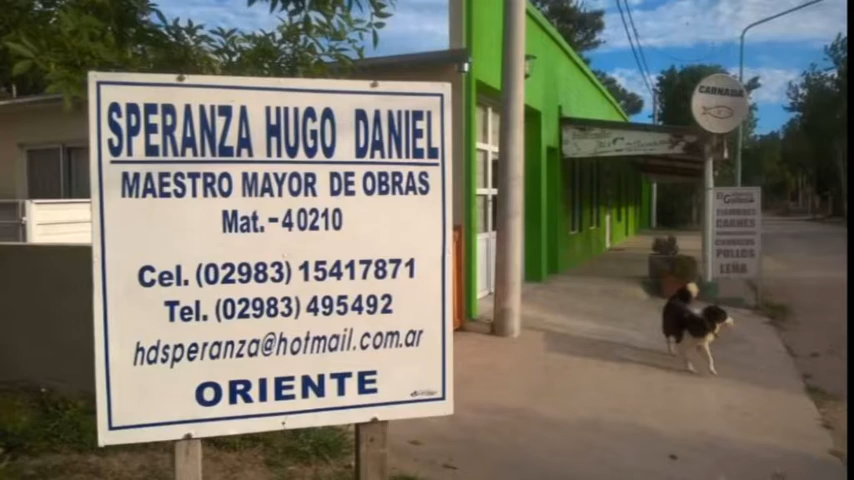 SPERANZA HUGO DANIEL
MAESTRO MAYOR DE OBRAS
Mat.-40210
Cel. (02983) 15417871
Tel. (02983) 495492
hdsperanza@hotmail.com.ar
ORIENTE
CARNADA
FIAMBRES
CARNES
POLLOS
LEÑA